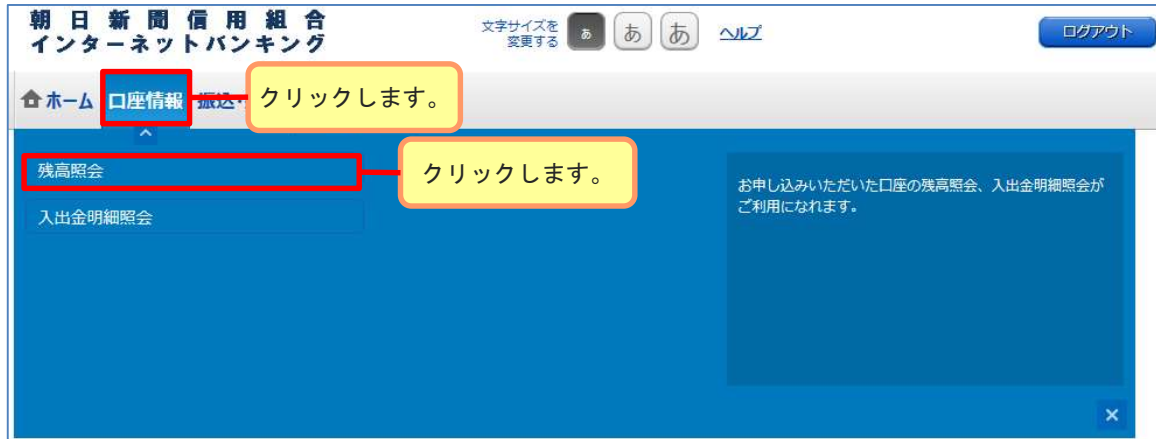 朝日新聞信用組合
インターネットバンキング
文字サイズを
変更する
あ あ あ
ヘルプ
ログアウト
ホーム 口座情報 振込・
クリックします。
残高照会
クリックします。
入出金明細照会
お申し込みいただいた口座の残高照会、入出金明細照会が
ご利用になれます。